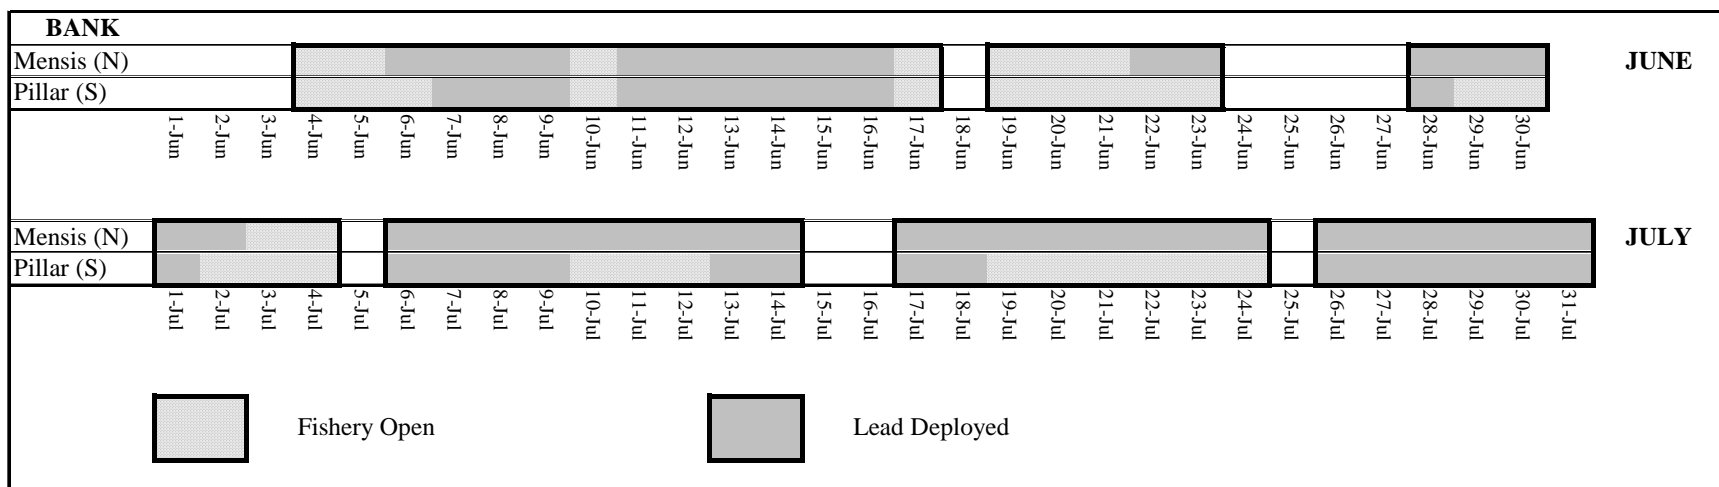 BANK
Mensis (N) JUNE
Pillar (S)
1-Jun 2-Jun 3-Jun 4-Jun 5-Jun 6-Jun 7-Jun 8-Jun 9-Jun 10-Jun 11-Jun 12-Jun 13-Jun 14-Jun 15-Jun 16-Jun 17-Jun 18-Jun 19-Jun 20-Jun 21-Jun 22-Jun 23-Jun 24-Jun 25-Jun 26-Jun 27-Jun 28-Jun 29-Jun 30-Jun
Mensis (N) JULY
Pillar (S)
1-Jul 2-Jul 3-Jul 4-Jul 5-Jul 6-Jul 7-Jul 8-Jul 9-Jul 10-Jul 11-Jul 12-Jul 13-Jul 14-Jul 15-Jul 16-Jul 17-Jul 18-Jul 19-Jul 20-Jul 21-Jul 22-Jul 23-Jul 24-Jul 25-Jul 26-Jul 27-Jul 28-Jul 29-Jul 30-Jul 31-Jul
Fishery Open Lead Deployed